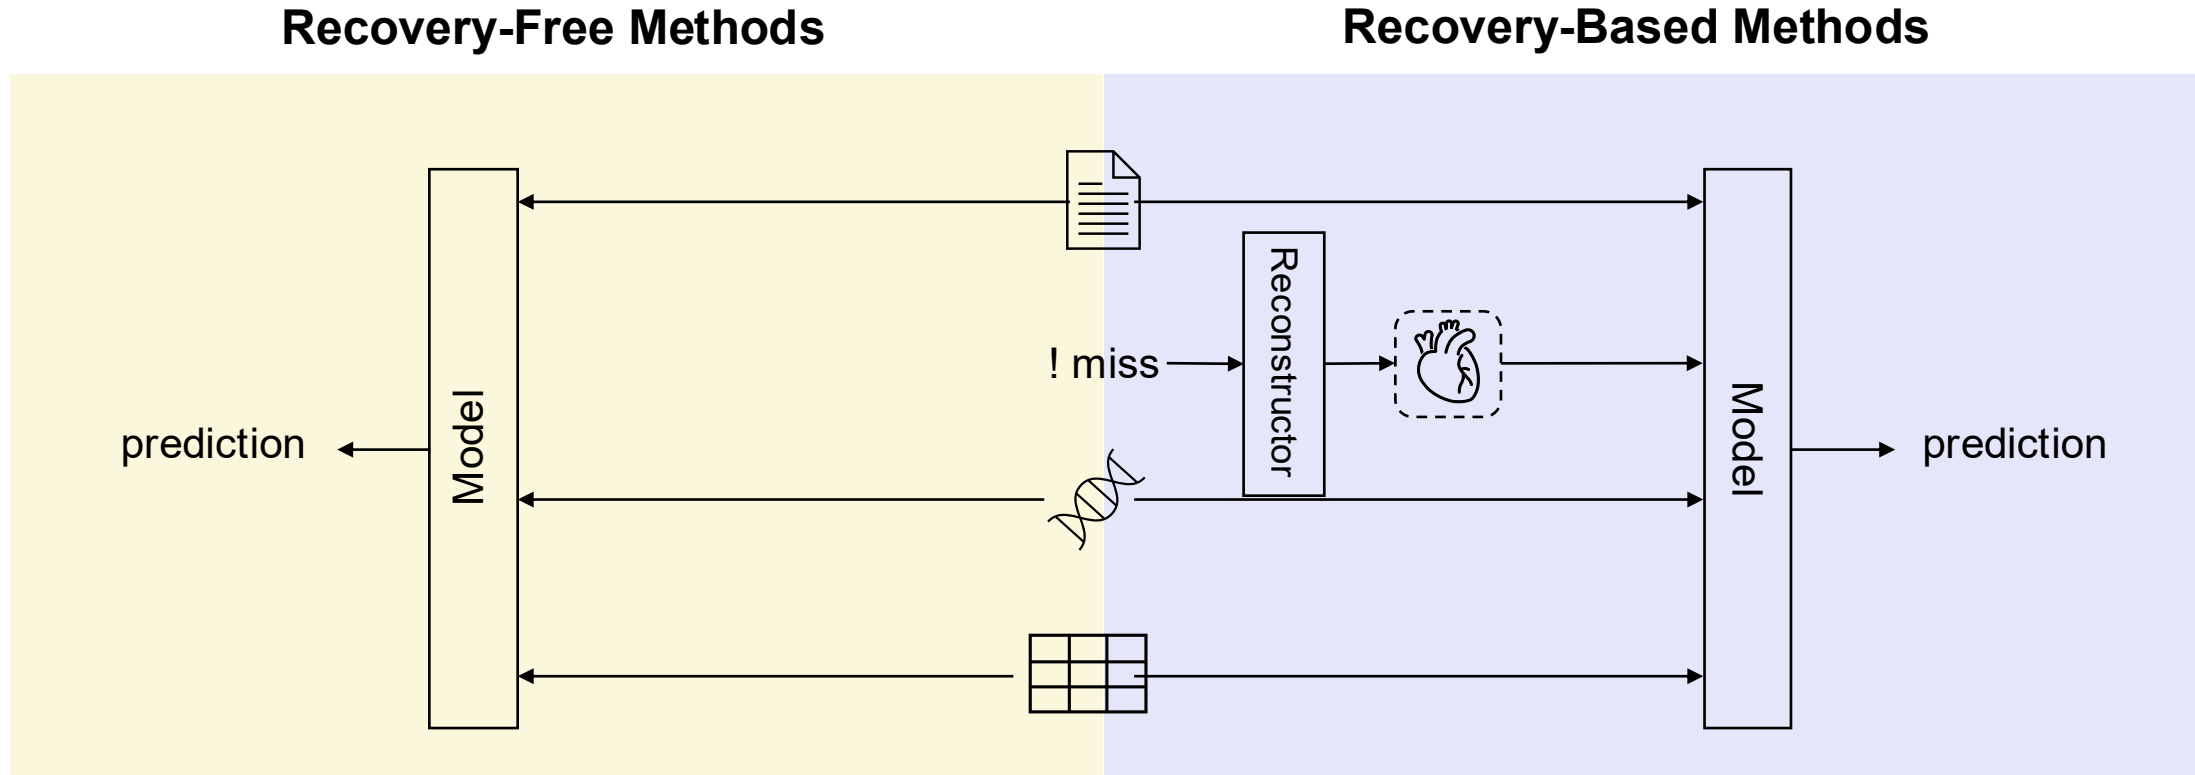 Recovery-Free Methods
Recovery-Based Methods
Reconstructor
! miss
prediction
Model
Model
prediction